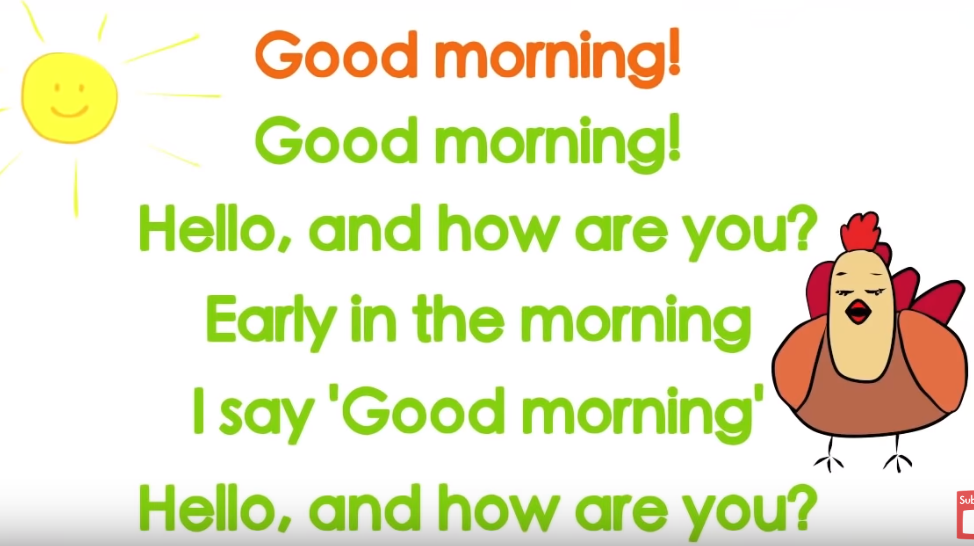 Good morning!
Good morning!
Hello, and how are you?
Early in the morning
I say 'Good morning'
Hello, and how are you?